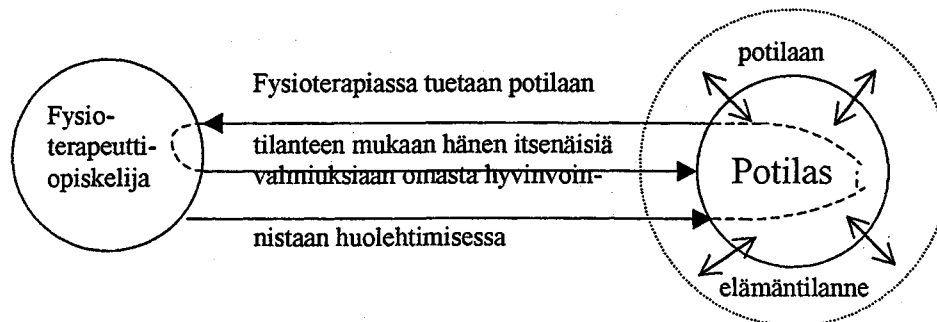 Fysio-
terapeutti-
opiskelija
Fysioterapiassa tuetaan potilaan
tilanteen mukaan hänen itsenäisiä
valmiuksiaan omasta hyvinvoin-
nistaan huolehtimisessa
potilaan
Potilas
elämäntilanne